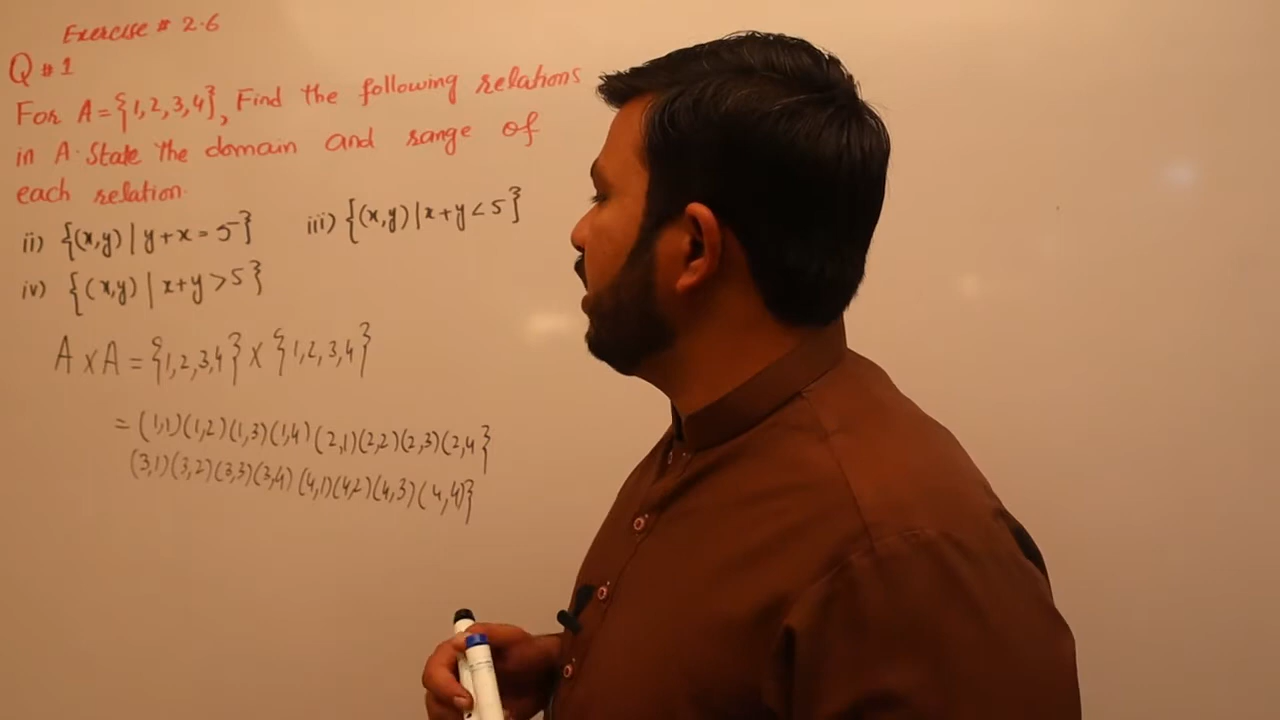 Exercise # 2.6
Q # 1
For A = {1,2,3,4}, Find the following relations
in A. State the domain and range of
each relation.
ii) {(x,y) | y+x = 5} iii) {(x,y) | x+y < 5}
iv) {(x,y) | x+y > 5}
A x A = {1,2,3,4} x {1,2,3,4}
= (1,1)(1,2)(1,3)(1,4)(2,1)(2,2)(2,3)(2,4}
(3,1)(3,2)(3,3)(3,4)(4,1)(4,2)(4,3)(4,4)}